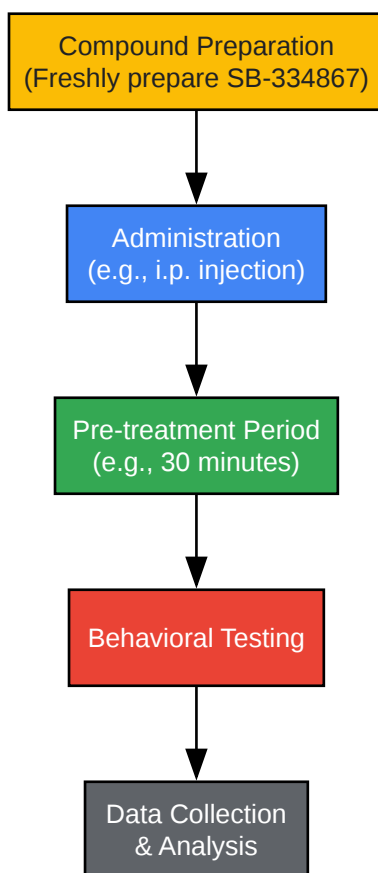 Compound Preparation
(Freshly prepare SB-334867)
Administration
(e.g., i.p. injection)
Pre-treatment Period
(e.g., 30 minutes)
Behavioral Testing
Data Collection
& Analysis